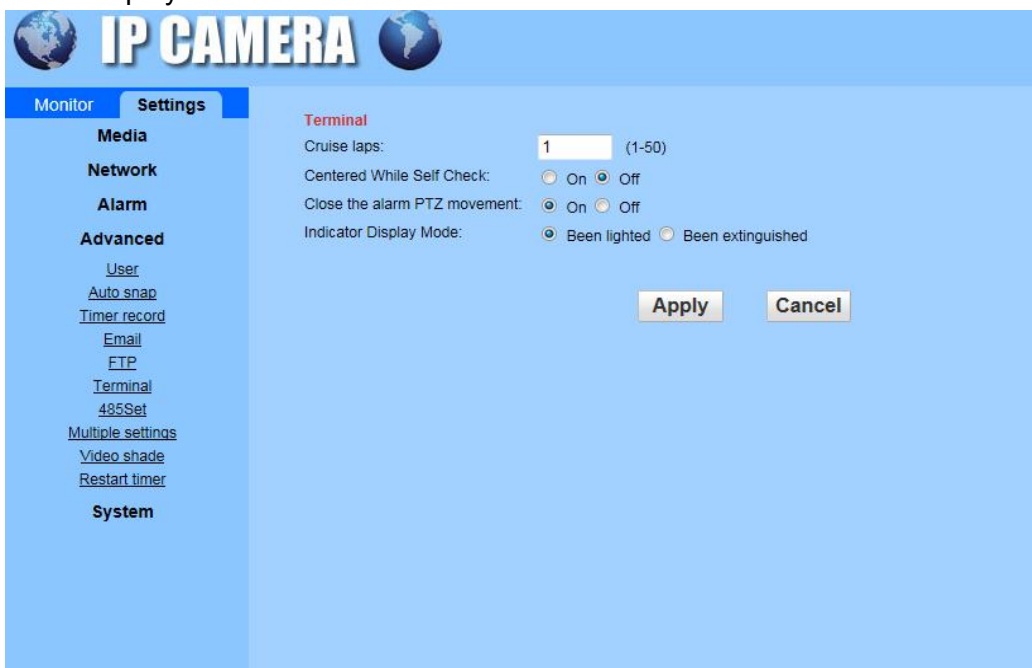 IP CAMERA
Monitor Settings
Media
Network
Alarm
Advanced
User
Auto snap
Timer record
Email
FTP
Terminal
485Set
Multiple settings
Video shade
Restart timer
System
Terminal
Cruise laps: 1 (1-50)
Centered While Self Check: On Off
Close the alarm PTZ movement: On Off
Indicator Display Mode: Been lighted Been extinguished
Apply Cancel